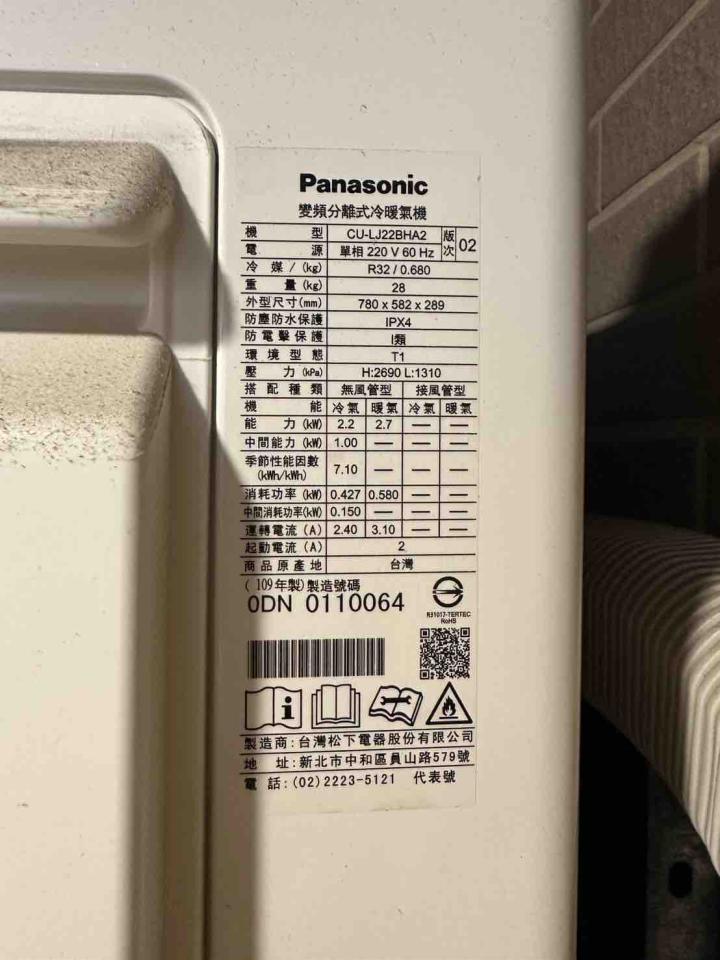 Panasonic
變頻分離式冷暖氣機
機 型 CU-LJ22BHA2 版次 02
電 源 單相 220 V 60 Hz
冷 媒 / (kg) R32 / 0.680
重 量 (kg) 28
外型尺寸(mm) 780 x 582 x 289
防塵防水保護 IPX4
防電擊保護 I類
環境型態 T1
壓 力 (kPa) H:2690 L:1310
搭配種類 無風管型 接風管型
機 能 冷氣 暖氣 冷氣 暖氣
能 力 (kW) 2.2 2.7 — —
中間能力 (kW) 1.00 — — —
季節性能因數 (kWh/kWh) 7.10 — — —
消耗功率 (kW) 0.427 0.580 — —
中間消耗功率(kW) 0.150 — — —
運轉電流 (A) 2.40 3.10 — —
起動電流 (A) 2
商品原產地 台灣
( 109年製)製造號碼
0DN 0110064
R31017-TERTEC
RoHS
製造商:台灣松下電器股份有限公司
地 址:新北市中和區員山路579號
電 話:(02)2223-5121 代表號